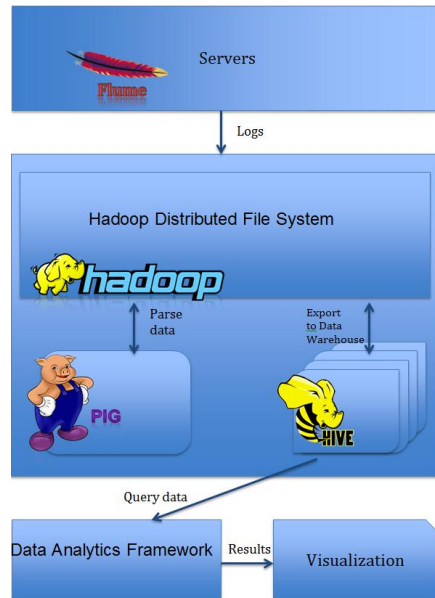 Servers
Flume
Logs
Hadoop Distributed File System
hadoop
Parse
data
Export
to Data
Warehouse
PIG
HIVE
Query data
Data Analytics Framework
Results
Visualization